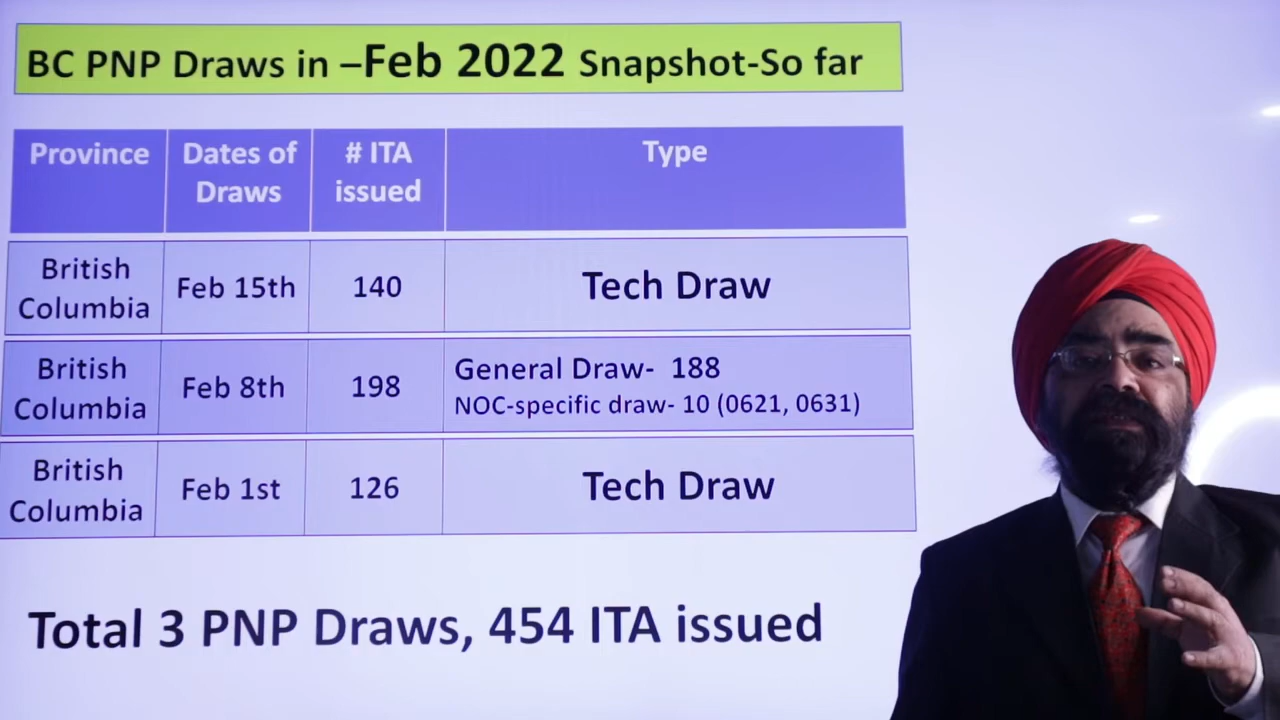 BC PNP Draws in –Feb 2022 Snapshot-So far
Province
Dates of
Draws
# ITA
issued
Type
British
Columbia
Feb 15th
140
Tech Draw
British
Columbia
Feb 8th
198
General Draw- 188
NOC-specific draw- 10 (0621, 0631)
British
Columbia
Feb 1st
126
Tech Draw
Total 3 PNP Draws, 454 ITA issued